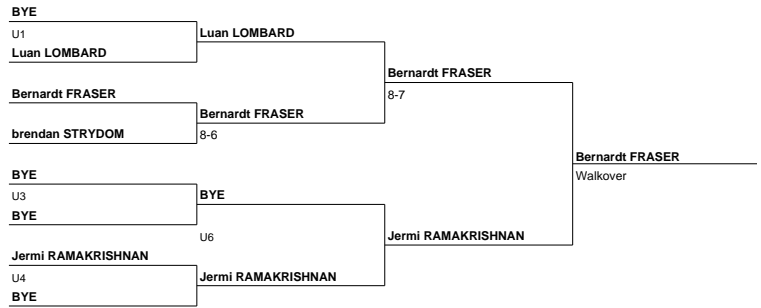 BYE
U1
Luan LOMBARD
Bernardt FRASER
brendan STRYDOM
BYE
U3
BYE
Jermi RAMAKRISHNAN
U4
BYE
Luan LOMBARD
Bernardt FRASER
8-6
BYE
U6
Jermi RAMAKRISHNAN
Bernardt FRASER
8-7
Jermi RAMAKRISHNAN
Bernardt FRASER
Walkover